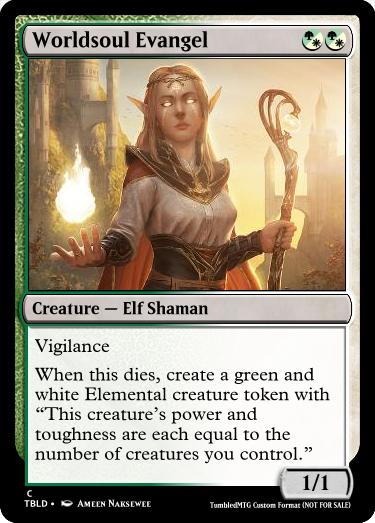 Worldsoul Evangel
Creature — Elf Shaman
Vigilance
When this dies, create a green and
white Elemental creature token with
“This creature's power and
toughness are each equal to the
number of creatures you control.”
1/1
C
TBLD • Ameen Naksewee
TumbledMTG Custom Format (NOT FOR SALE)